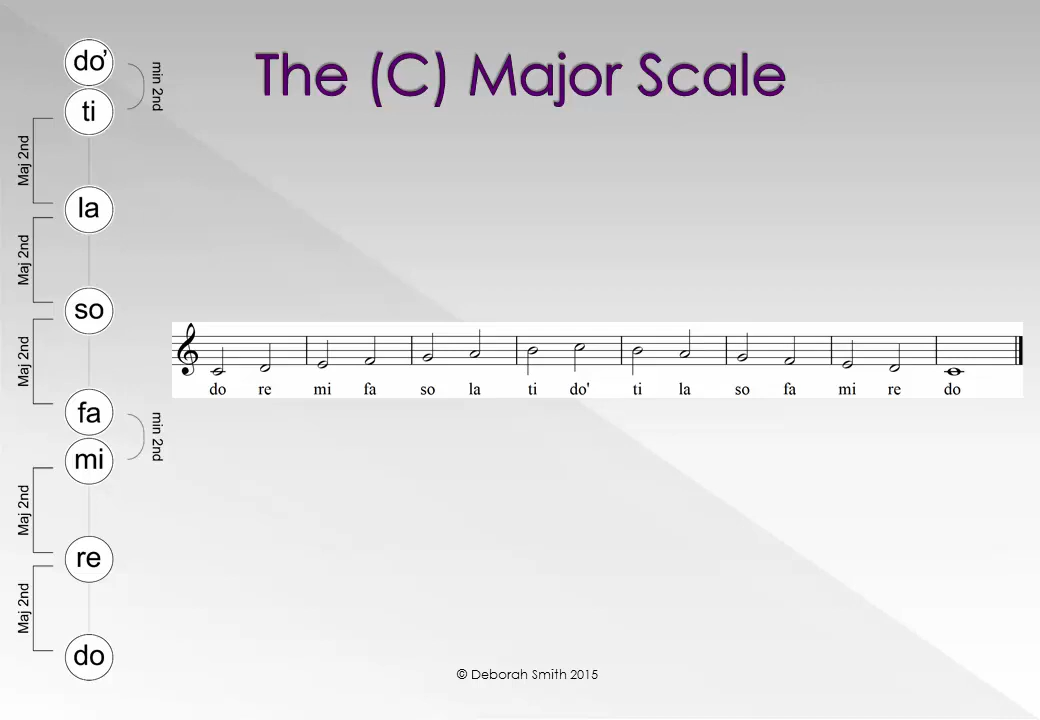 The (C) Major Scale
do’
min 2nd
ti
Maj 2nd
la
Maj 2nd
so
Maj 2nd
fa
min 2nd
mi
Maj 2nd
re
Maj 2nd
do
do re mi fa so la ti do' ti la so fa mi re do
© Deborah Smith 2015